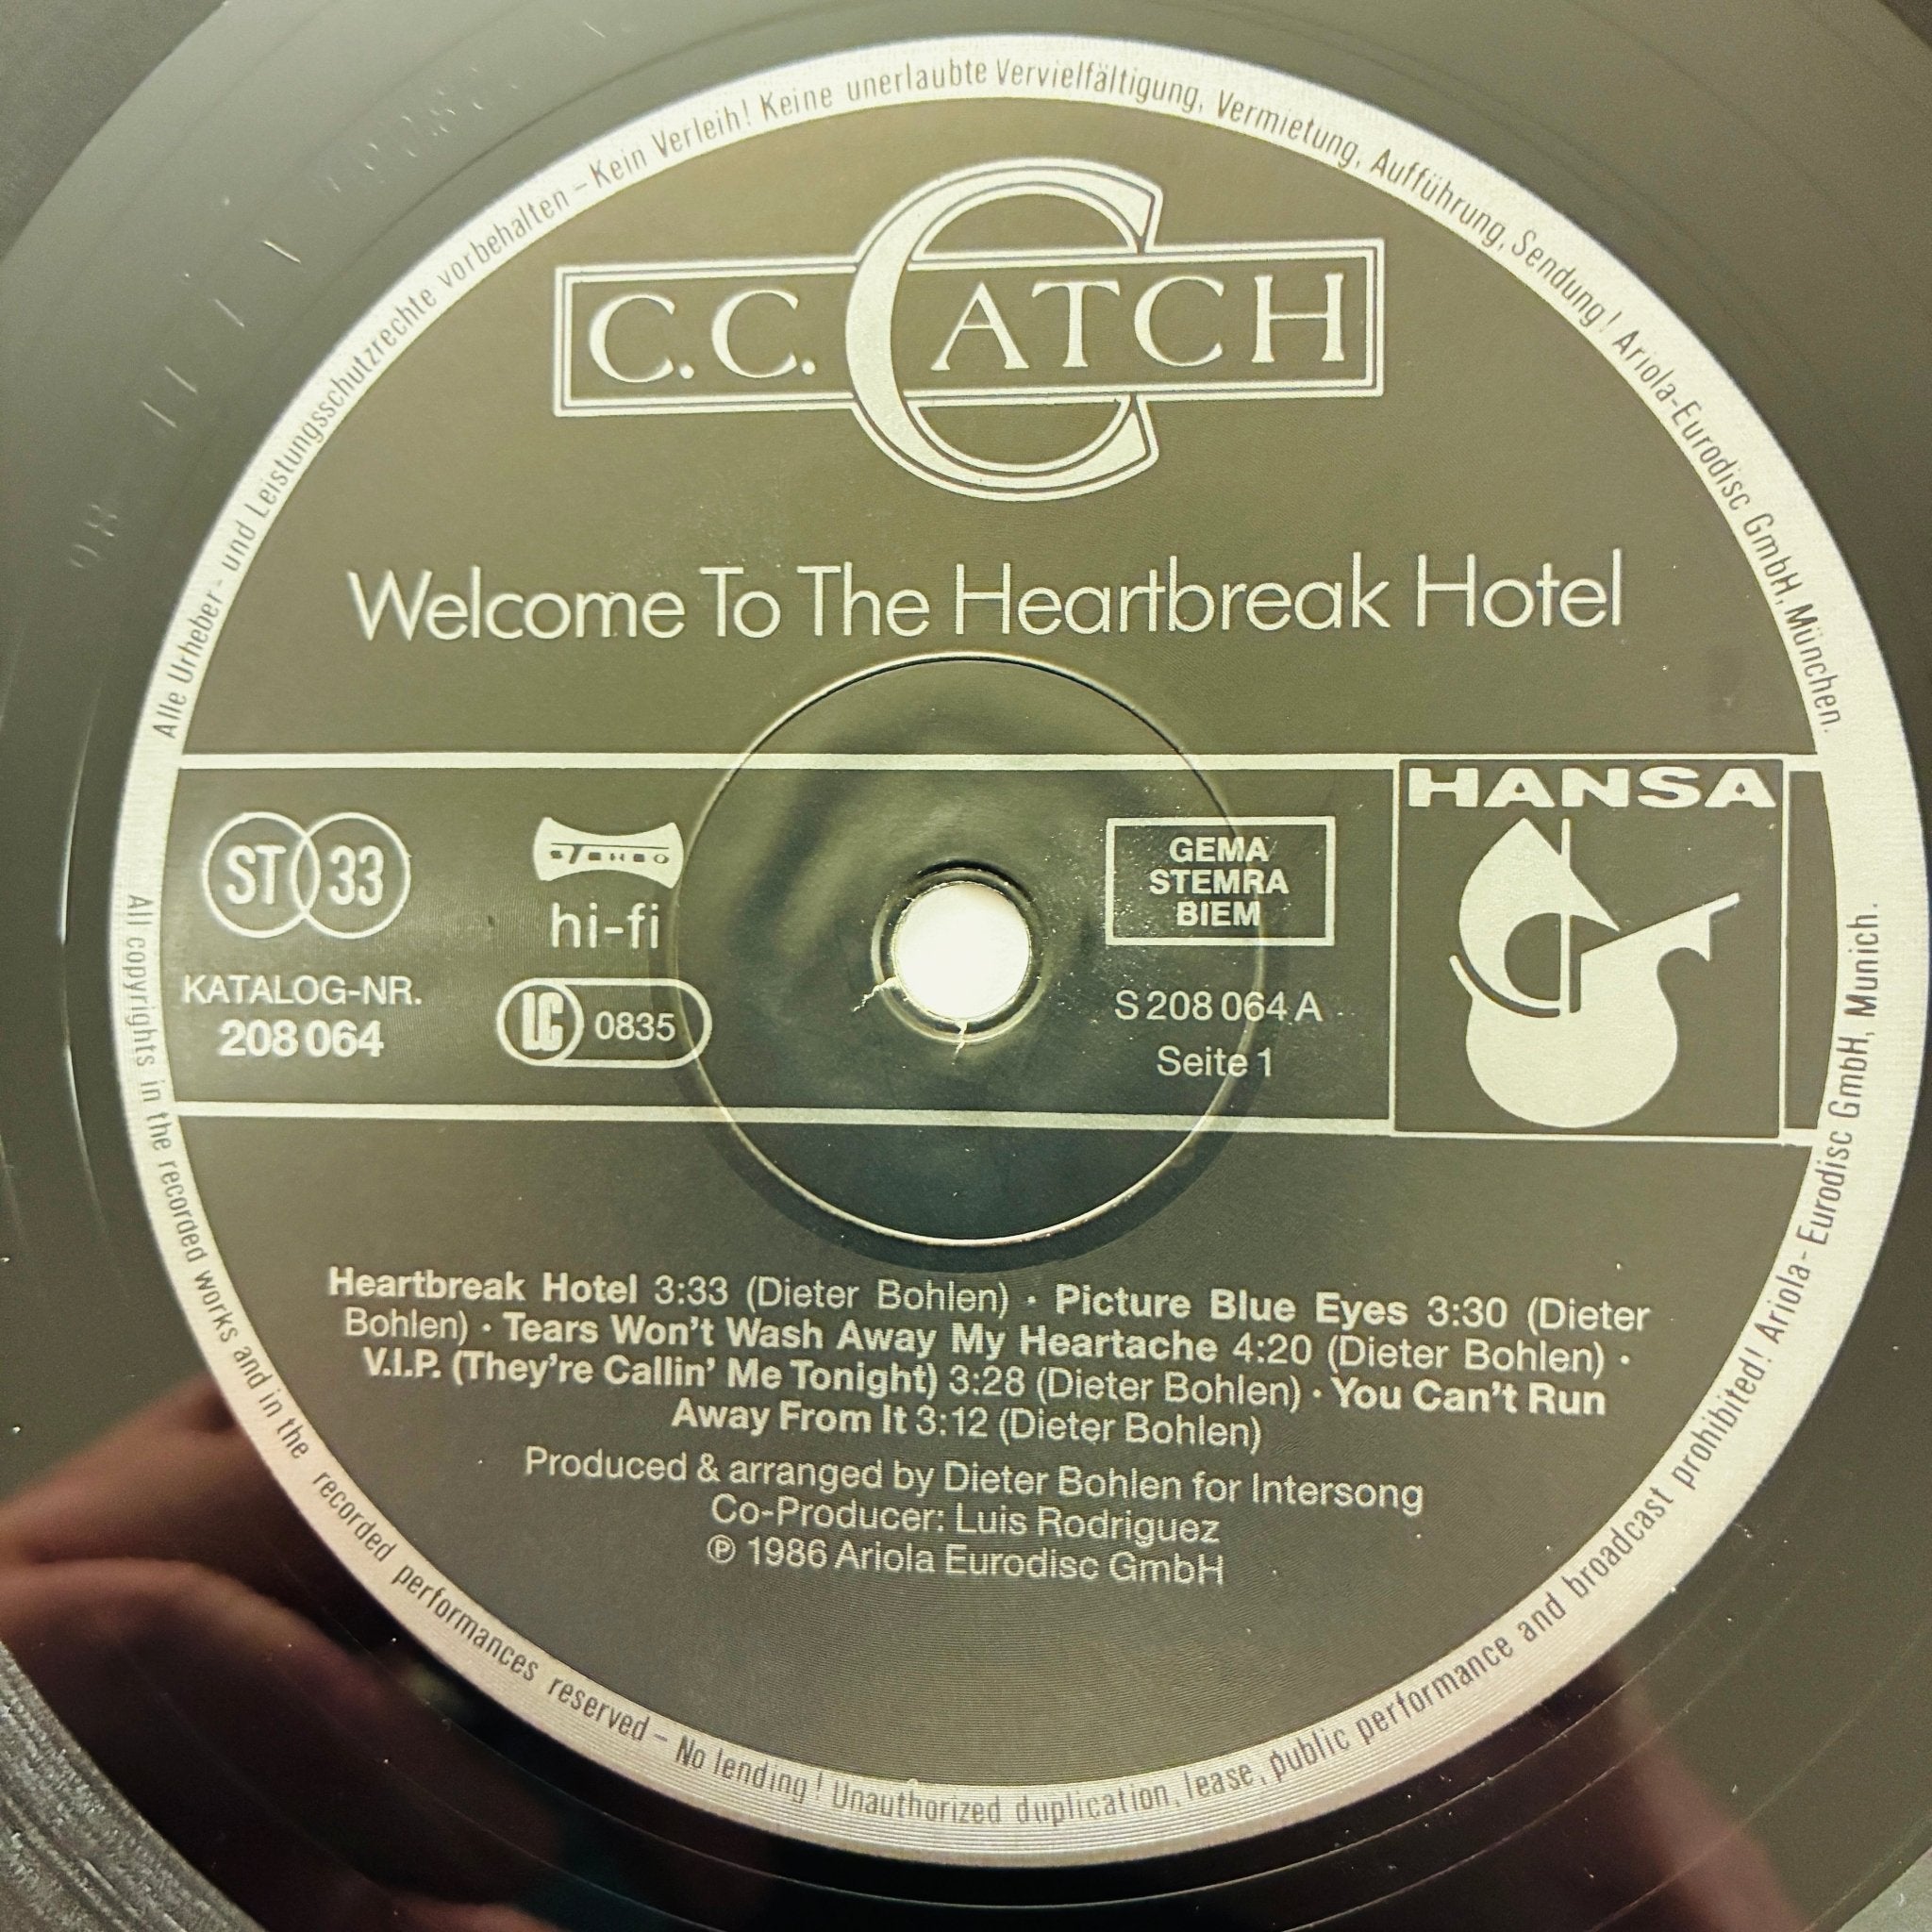 Alle Urheber- und Leistungsschutzrechte vorbehalten – Kein Verleih! Keine unerlaubte Vervielfältigung, Vermietung, Aufführung, Sendung! Ariola-Eurodisc GmbH, München.
C.C. CATCH
Welcome To The Heartbreak Hotel
ST 33
STEREO
hi-fi
KATALOG-NR.
208 064
LC 0835
GEMA
STEMRA
BIEM
S 208 064 A
Seite 1
HANSA
Heartbreak Hotel 3:33 (Dieter Bohlen) · Picture Blue Eyes 3:30 (Dieter
Bohlen) · Tears Won't Wash Away My Heartache 4:20 (Dieter Bohlen) ·
V.I.P. (They're Callin' Me Tonight) 3:28 (Dieter Bohlen) · You Can't Run
Away From It 3:12 (Dieter Bohlen)
Produced & arranged by Dieter Bohlen for Intersong
Co-Producer: Luis Rodriguez
℗ 1986 Ariola Eurodisc GmbH
All copyrights in the recorded works and in the recorded performances reserved – No lending! Unauthorized duplication, lease, public performance and broadcast prohibited! Ariola-Eurodisc GmbH, Munich.